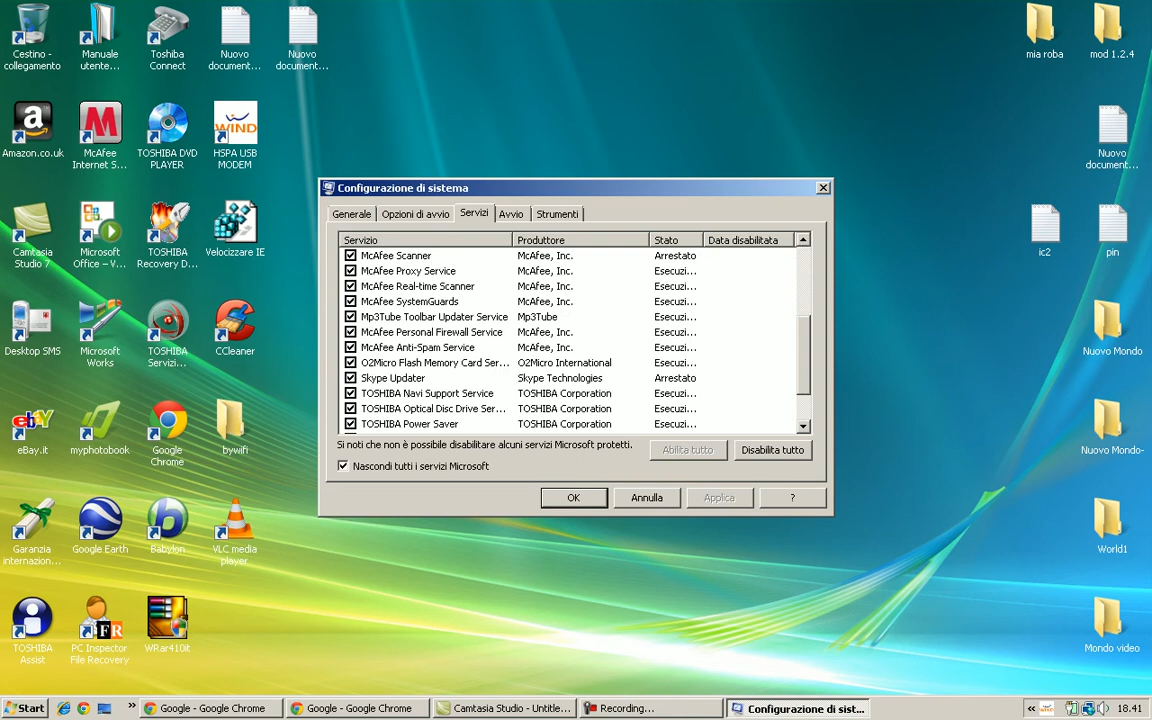 Cestino -
collegamento
Manuale
utente...
Toshiba
Connect
Nuovo
document...
Nuovo
document...
mia roba
mod 1.2.4
Amazon.co.uk
McAfee
Internet S...
TOSHIBA DVD
PLAYER
WIND
HSPA USB
MODEM
Nuovo
document...
Camtasia
Studio 7
Microsoft
Office - V...
TOSHIBA
Recovery D...
Velocizzare IE
ic2
pin
Desktop SMS
Microsoft
Works
TOSHIBA
Servizi...
CCleaner
Nuovo Mondo
eBay.it
myphotobook
Google
Chrome
bywifi
Nuovo Mondo-
Garanzia
internazion...
Google Earth
Babylon
VLC media
player
World1
TOSHIBA
Assist
PC Inspector
File Recovery
WRar410it
Mondo video
Configurazione di sistema
Generale
Opzioni di avvio
Servizi
Avvio
Strumenti
Servizio Produttore Stato Data disabilitata
McAfee Scanner McAfee, Inc. Arrestato
McAfee Proxy Service McAfee, Inc. Esecuzi...
McAfee Real-time Scanner McAfee, Inc. Esecuzi...
McAfee SystemGuards McAfee, Inc. Esecuzi...
Mp3Tube Toolbar Updater Service Mp3Tube Esecuzi...
McAfee Personal Firewall Service McAfee, Inc. Esecuzi...
McAfee Anti-Spam Service McAfee, Inc. Esecuzi...
O2Micro Flash Memory Card Ser... O2Micro International Esecuzi...
Skype Updater Skype Technologies Arrestato
TOSHIBA Navi Support Service TOSHIBA Corporation Esecuzi...
TOSHIBA Optical Disc Drive Ser... TOSHIBA Corporation Esecuzi...
TOSHIBA Power Saver TOSHIBA Corporation Esecuzi...
Si noti che non è possibile disabilitare alcuni servizi Microsoft protetti.
Abilita tutto
Disabilita tutto
Nascondi tutti i servizi Microsoft
OK
Annulla
Applica
?
Start
»
Google - Google Chrome
Google - Google Chrome
Camtasia Studio - Untitle...
Recording...
Configurazione di sist...
«
18.41